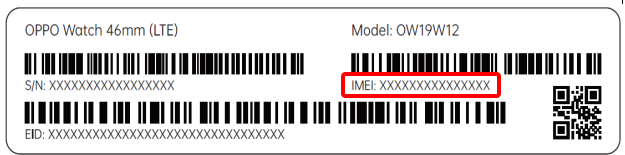 OPPO Watch 46mm (LTE)
Model: OW19W12
S/N: XXXXXXXXXXXXXXXXX
IMEI: XXXXXXXXXXXXXXX
EID: XXXXXXXXXXXXXXXXXXXXXXXXXXXXXXXX